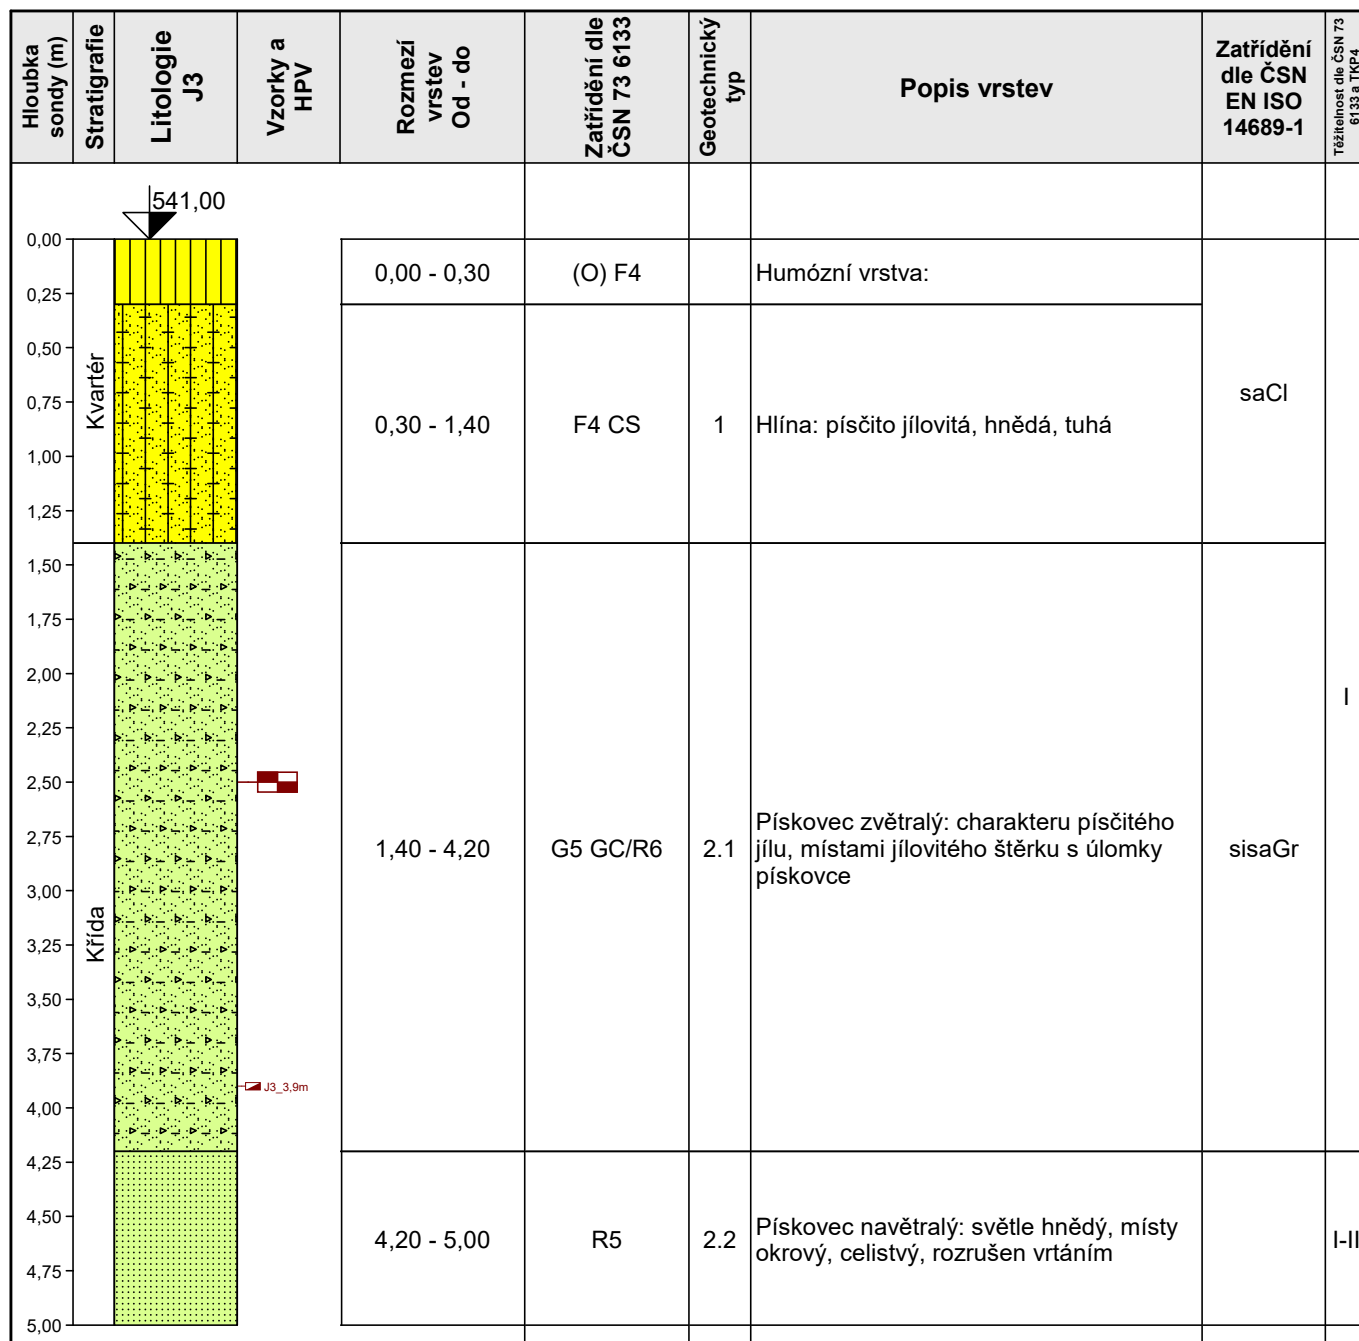 Hloubka
sondy (m)
Stratigrafie
Litologie
J3
Vzorky a
HPV
Rozmezí
vrstev
Od - do
Zatřídění dle
ČSN 73 6133
Geotechnický
typ
Popis vrstev
Zatřídění
dle ČSN
EN ISO
14689-1
Těžitelnost dle ČSN 73
6133 a TKP4
541,00
0,00
0,25
0,50
0,75
1,00
1,25
1,50
1,75
2,00
2,25
2,50
2,75
3,00
3,25
3,50
3,75
4,00
4,25
4,50
4,75
5,00
Kvartér
Křída
J3_3,9m
0,00 - 0,30
(O) F4
Humózní vrstva:
0,30 - 1,40
F4 CS
1
Hlína: písčito jílovitá, hnědá, tuhá
saCl
1,40 - 4,20
G5 GC/R6
2.1
Pískovec zvětralý: charakteru písčitého
jílu, místami jílovitého štěrku s úlomky
pískovce
sisaGr
I
4,20 - 5,00
R5
2.2
Pískovec navětralý: světle hnědý, místy
okrový, celistvý, rozrušen vrtáním
I-II